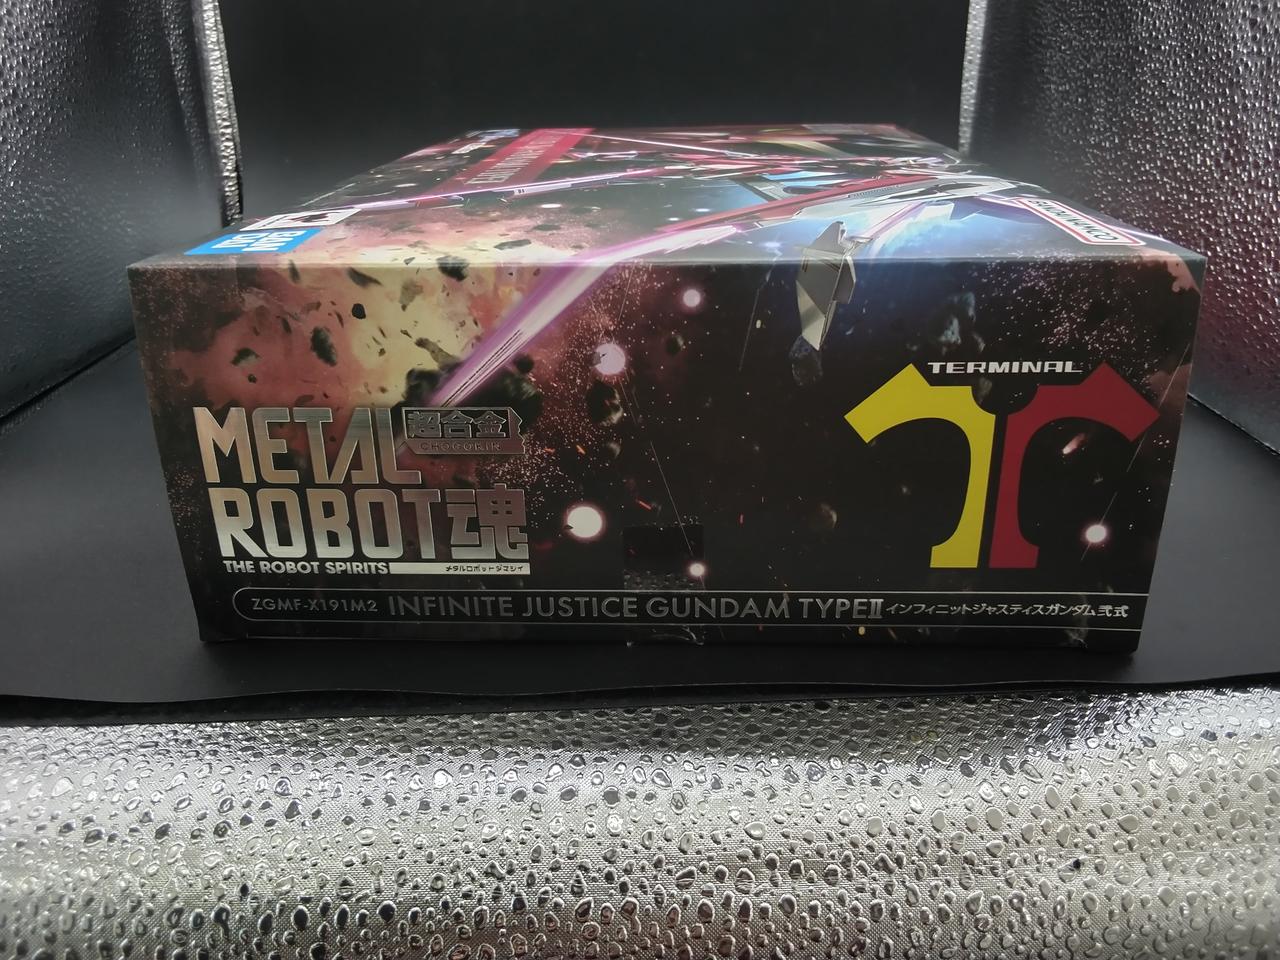 BAN
DAI
TERMINAL
METAL 超合金
CHOGOKIN
ROBOT魂
THE ROBOT SPIRITS メタルロボットダマシイ
ZGMF-X191M2 INFINITE JUSTICE GUNDAM TYPEⅡ インフィニットジャスティスガンダム弐式